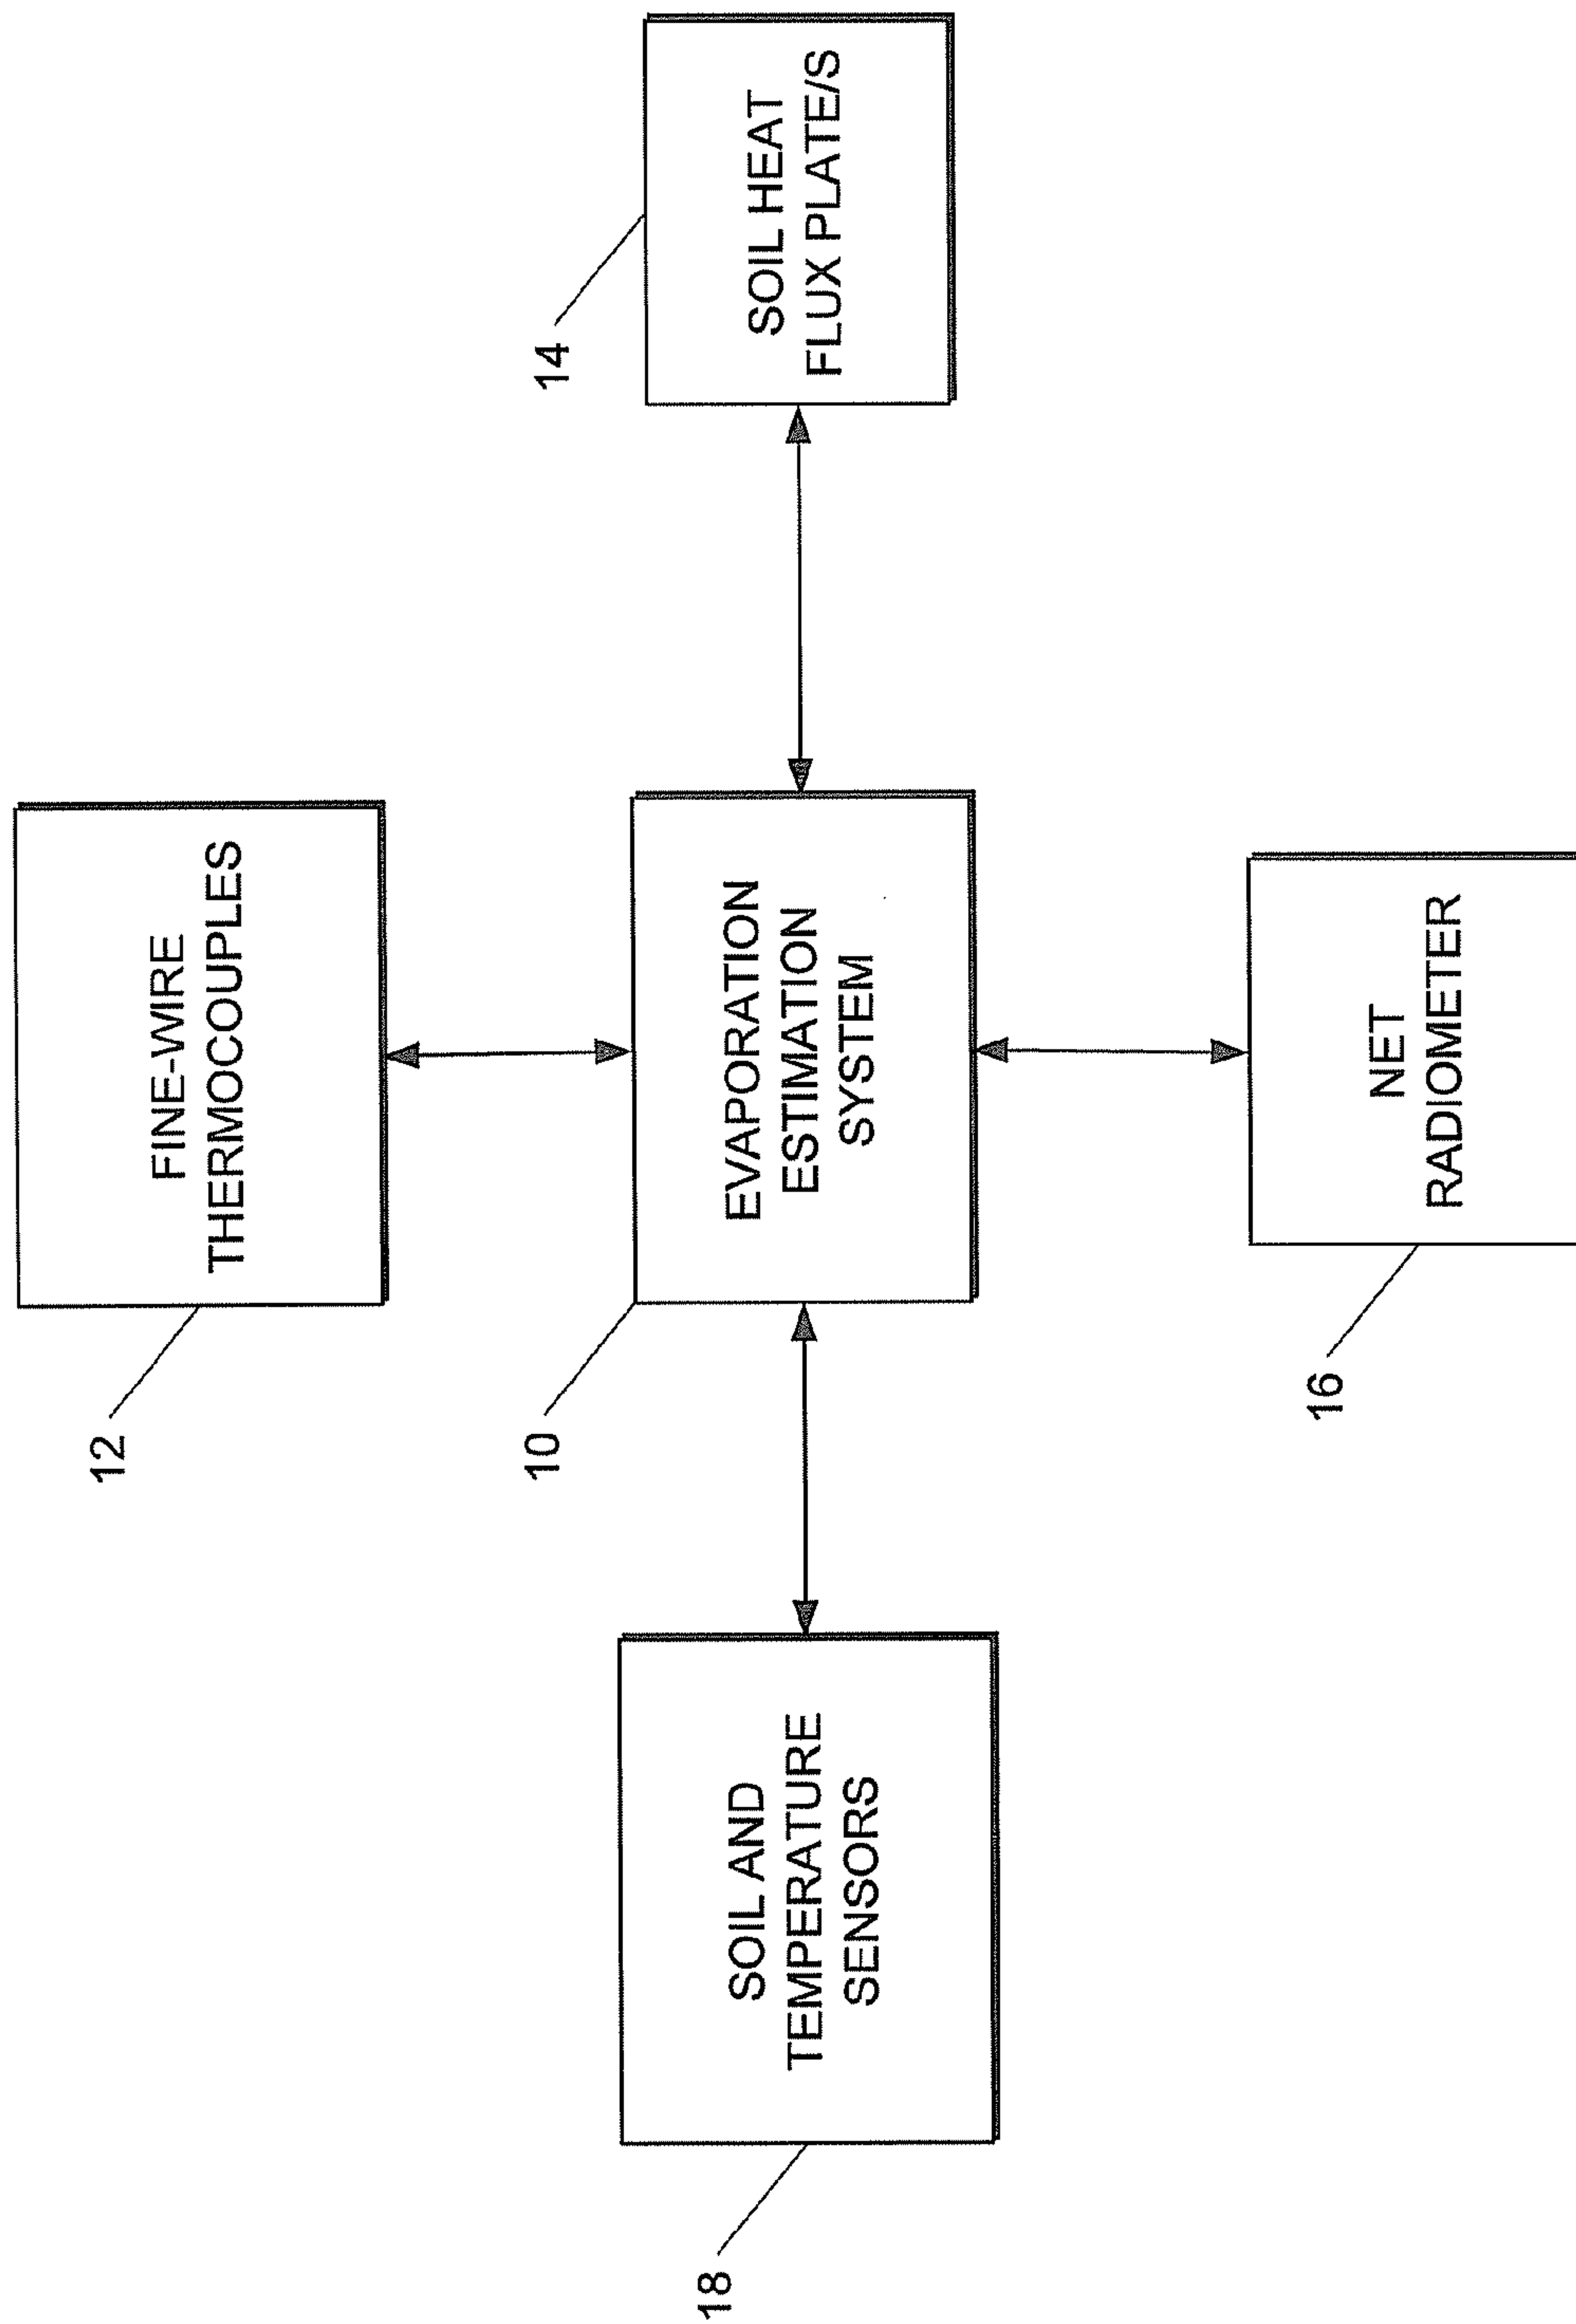 12
FINE-WIRE
THERMOCOUPLES
18
SOIL AND
TEMPERATURE
SENSORS
10
EVAPORATION
ESTIMATION
SYSTEM
14
SOIL HEAT
FLUX PLATE/S
16
NET
RADIOMETER